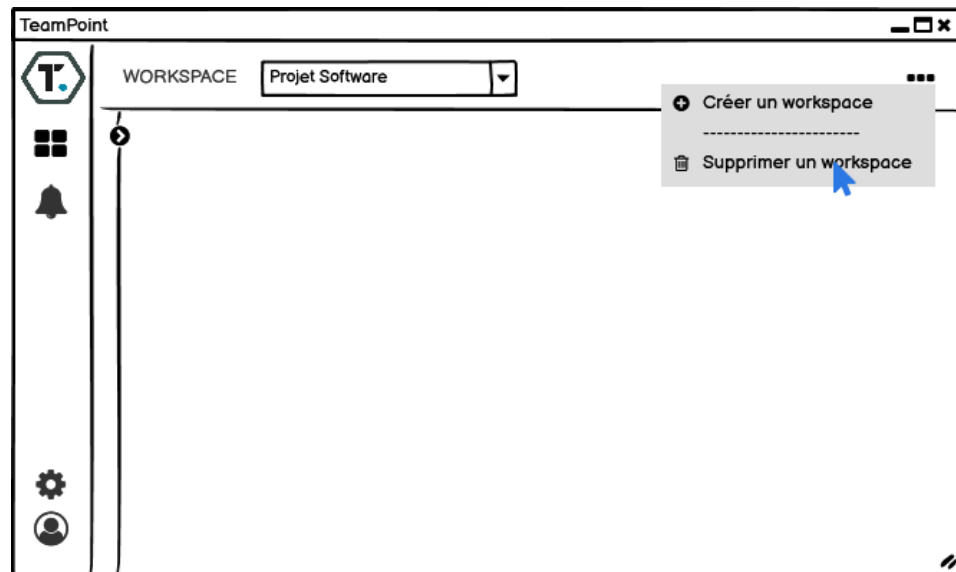 TeamPoint
T.
WORKSPACE Projet Software
Créer un workspace
-----------------------
Supprimer un workspace